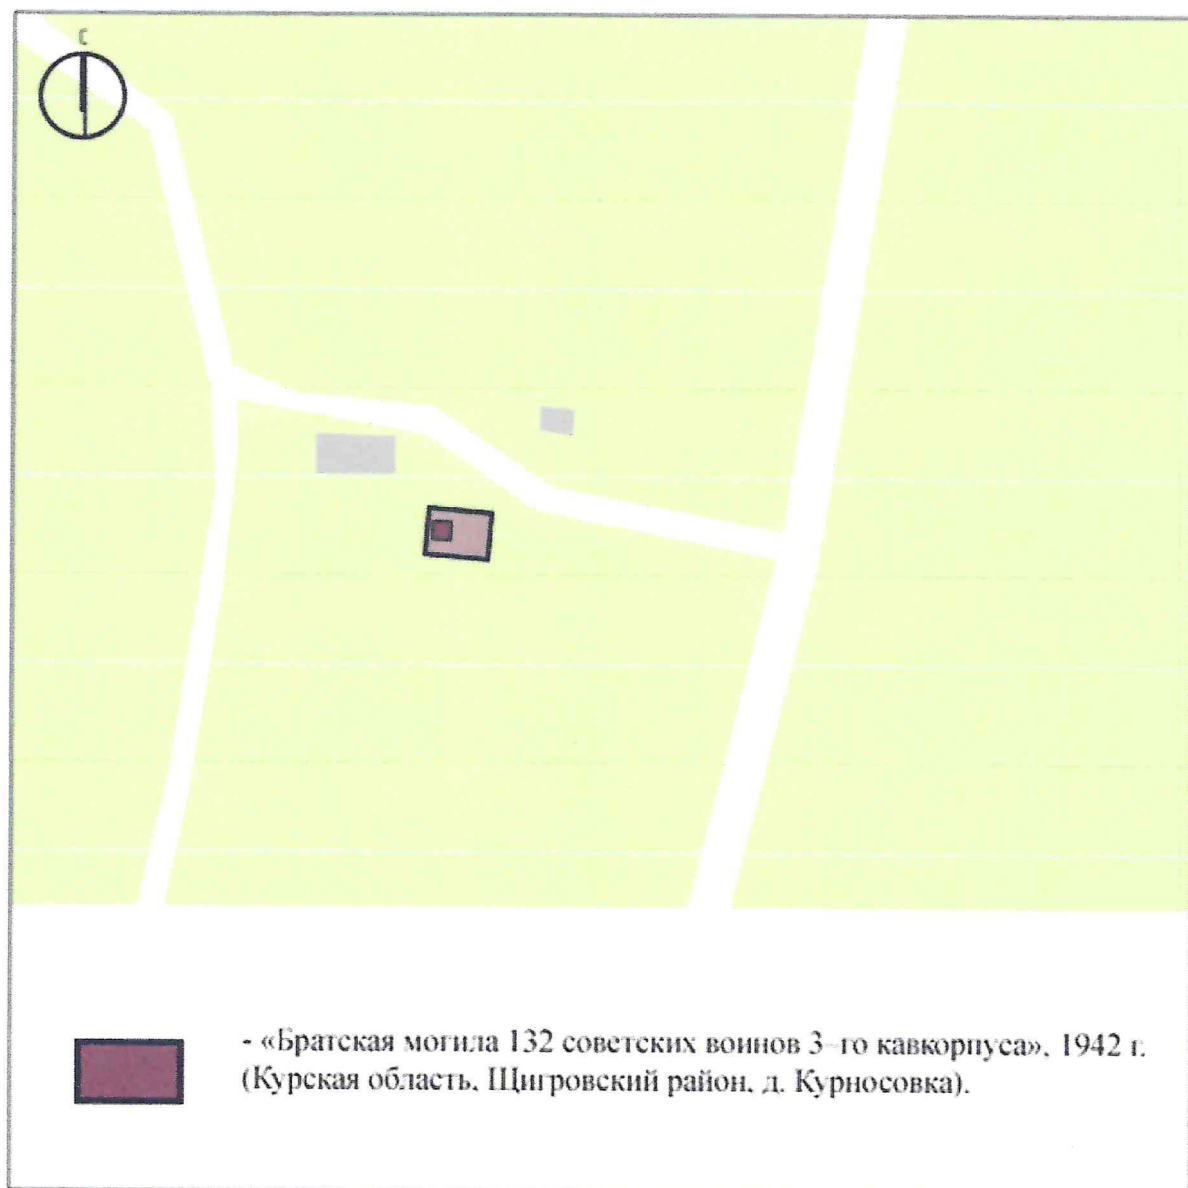 С
- «Братская могила 132 советских воинов 3-го кавкорпуса», 1942 г.
(Курская область, Щигровский район, д. Курносовка).